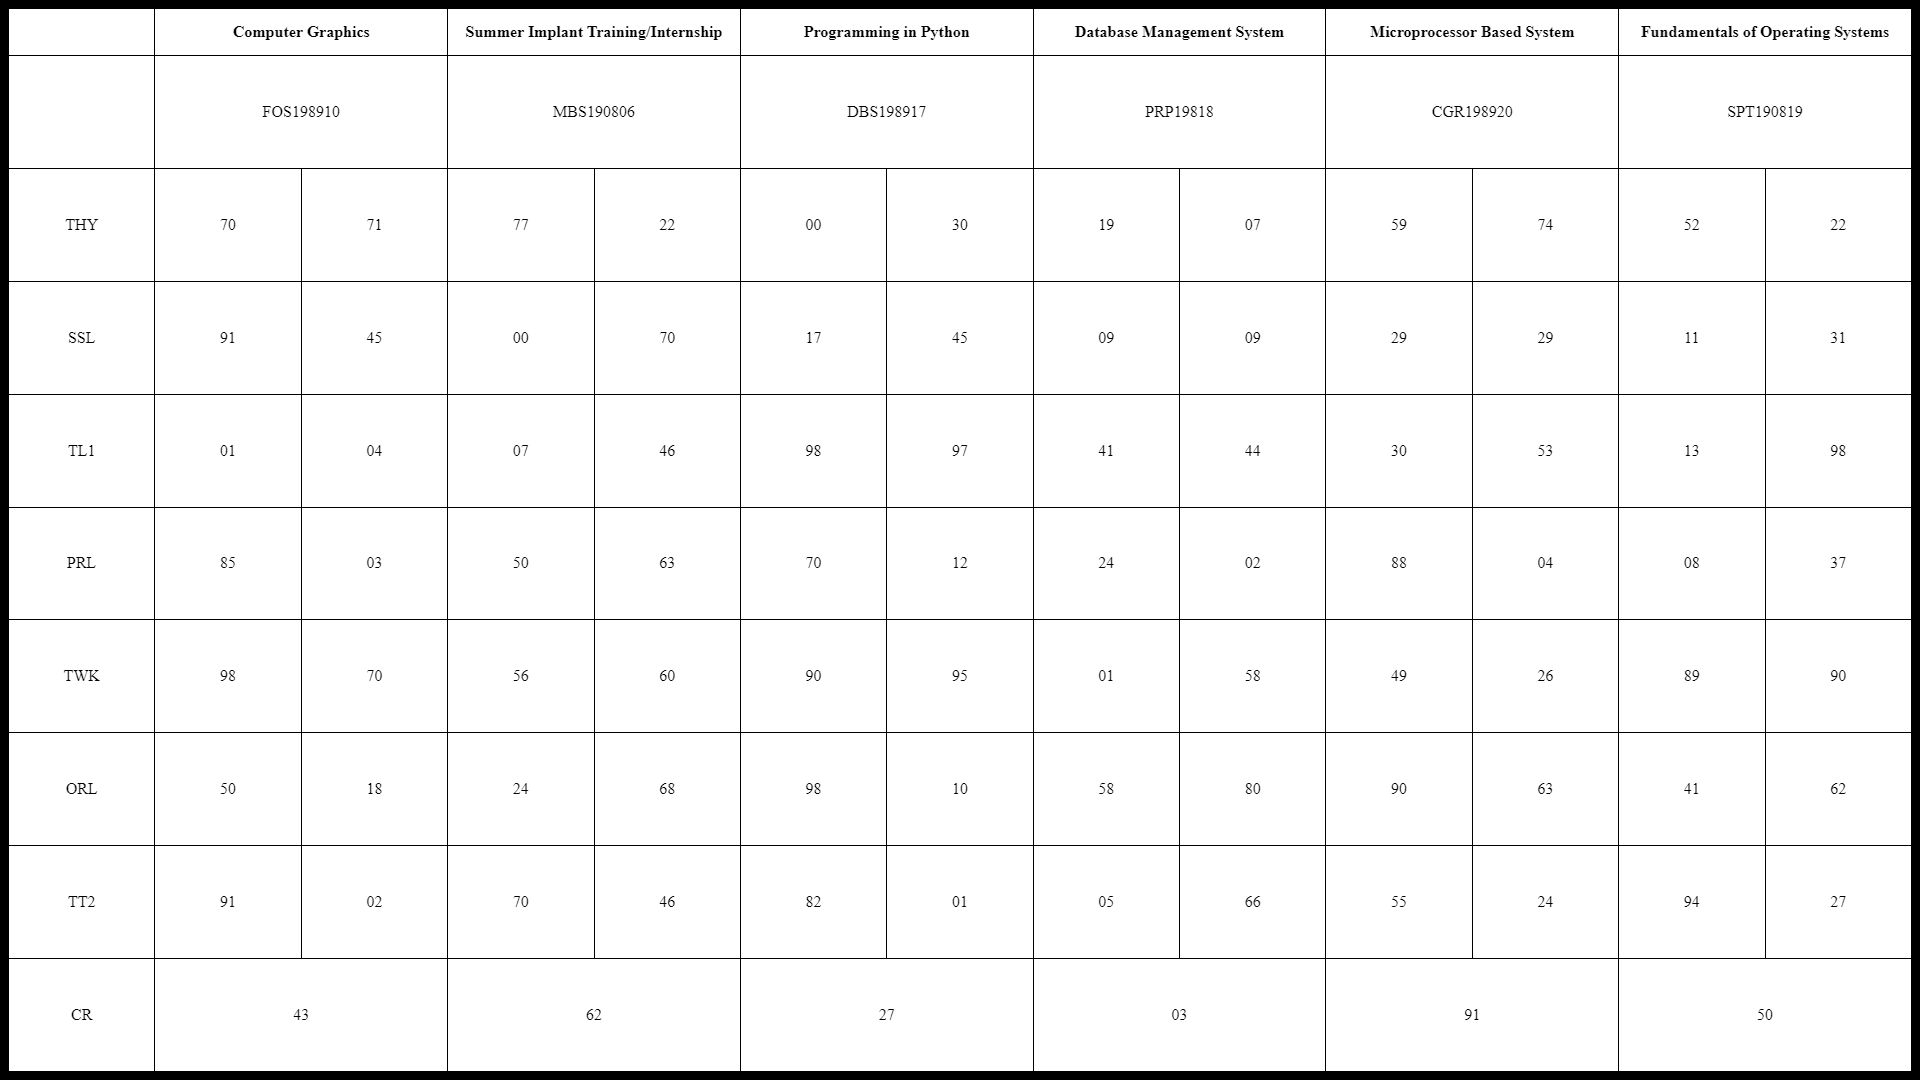 Computer Graphics Summer Implant Training/Internship Programming in Python Database Management System Microprocessor Based System Fundamentals of Operating Systems
FOS198910 MBS190806 DBS198917 PRP19818 CGR198920 SPT190819
THY 70 71 77 22 00 30 19 07 59 74 52 22
SSL 91 45 00 70 17 45 09 09 29 29 11 31
TL1 01 04 07 46 98 97 41 44 30 53 13 98
PRL 85 03 50 63 70 12 24 02 88 04 08 37
TWK 98 70 56 60 90 95 01 58 49 26 89 90
ORL 50 18 24 68 98 10 58 80 90 63 41 62
TT2 91 02 70 46 82 01 05 66 55 24 94 27
CR 43 62 27 03 91 50